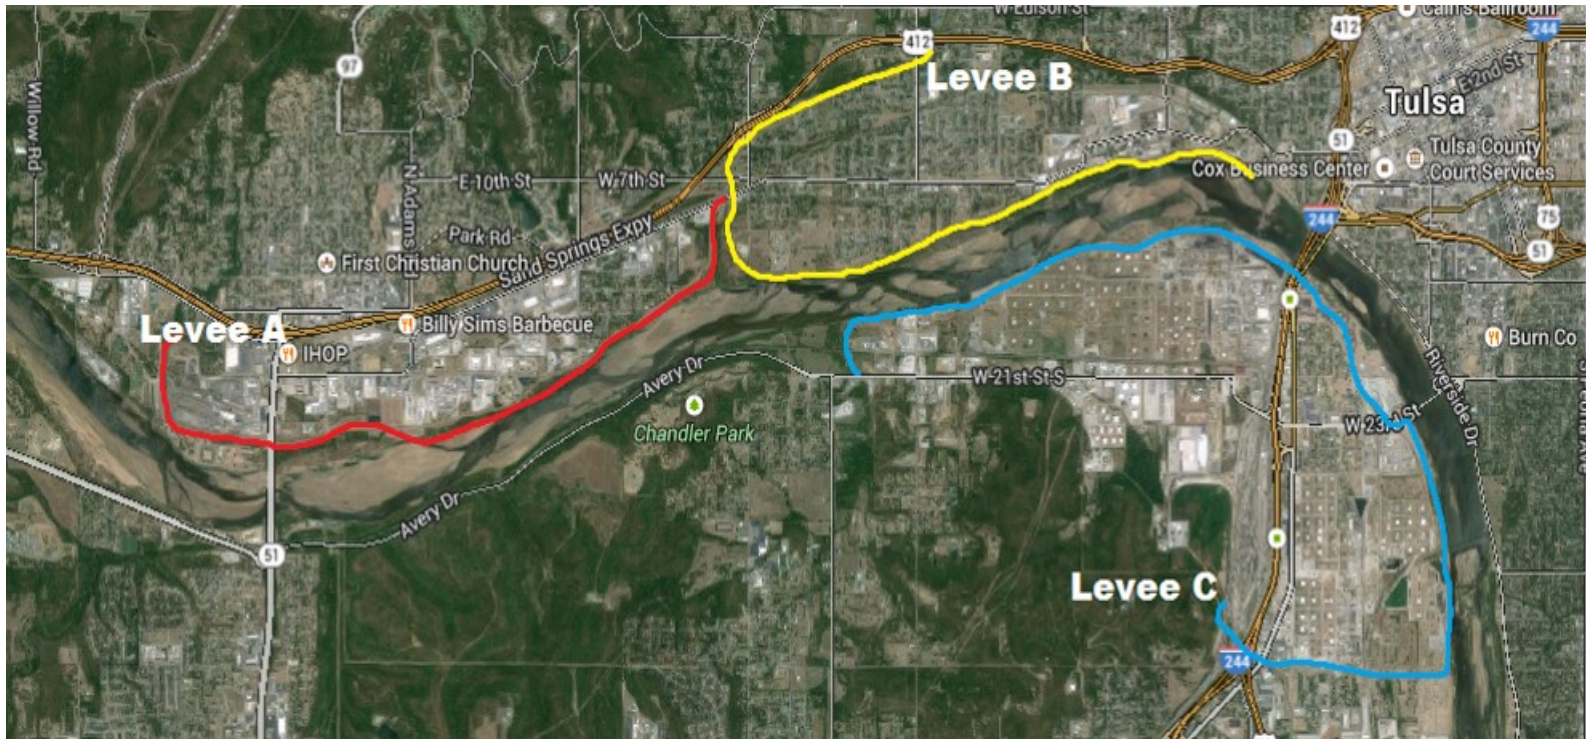 W Edison St
Cain's Ballroom
412
412
244
Levee B
E 2nd St
Tulsa
97
Willow Rd
51
Tulsa County
Court Services
Cox Business Center
N Adams
E 10th St
W 7th St
244
75
51
Park Rd
First Christian Church
Sand Springs Expy
Levee A
Billy Sims Barbecue
IHOP
Burn Co
Avery Dr
W 21st St S
Riverside Dr
Chandler Park
W 23rd St
Avery Dr
51
Levee C
244